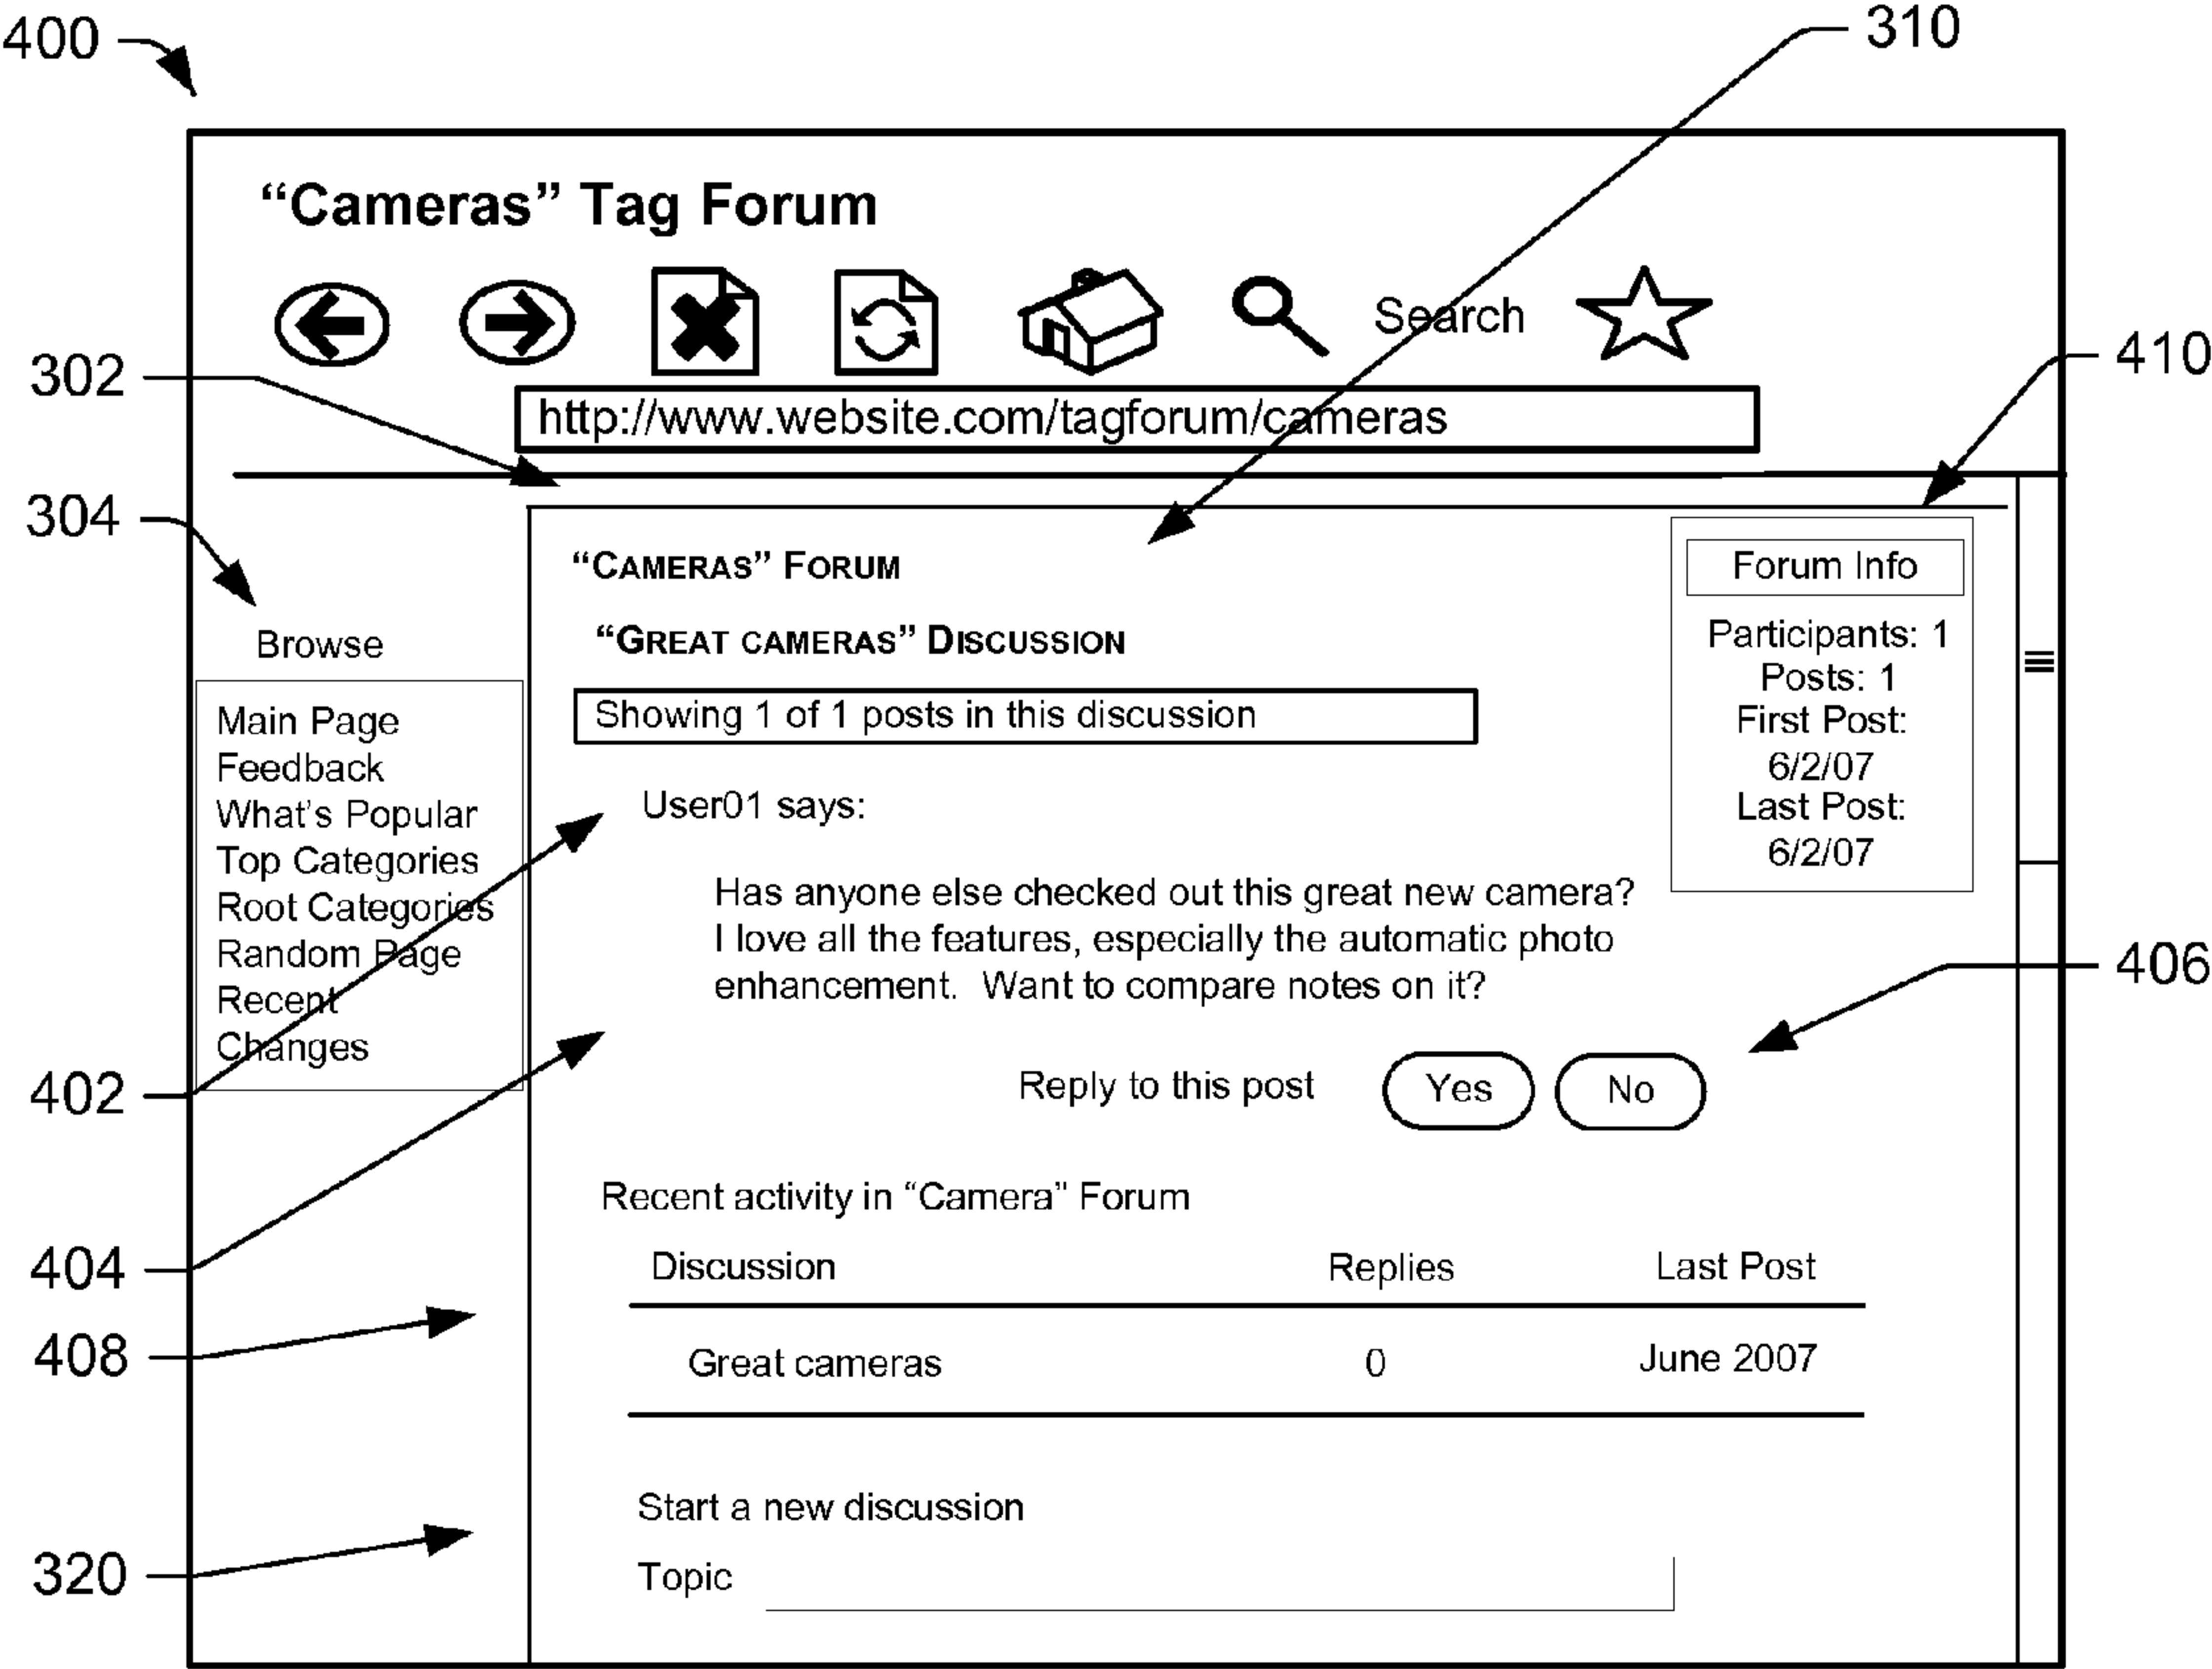 400
310
“Cameras” Tag Forum
Search
302
410
http://www.website.com/tagforum/cameras
304
“CAMERAS” FORUM
Forum Info
“GREAT CAMERAS” DISCUSSION
Participants: 1
Posts: 1
First Post:
6/2/07
Last Post:
6/2/07
Browse
Main Page
Feedback
What’s Popular
Top Categories
Root Categories
Random Page
Recent
Changes
Showing 1 of 1 posts in this discussion
User01 says:
Has anyone else checked out this great new camera?
I love all the features, especially the automatic photo
enhancement.  Want to compare notes on it?
406
402
Reply to this post
Yes
No
Recent activity in “Camera” Forum
404
Discussion Replies Last Post
408
Great cameras 0 June 2007
Start a new discussion
320
Topic